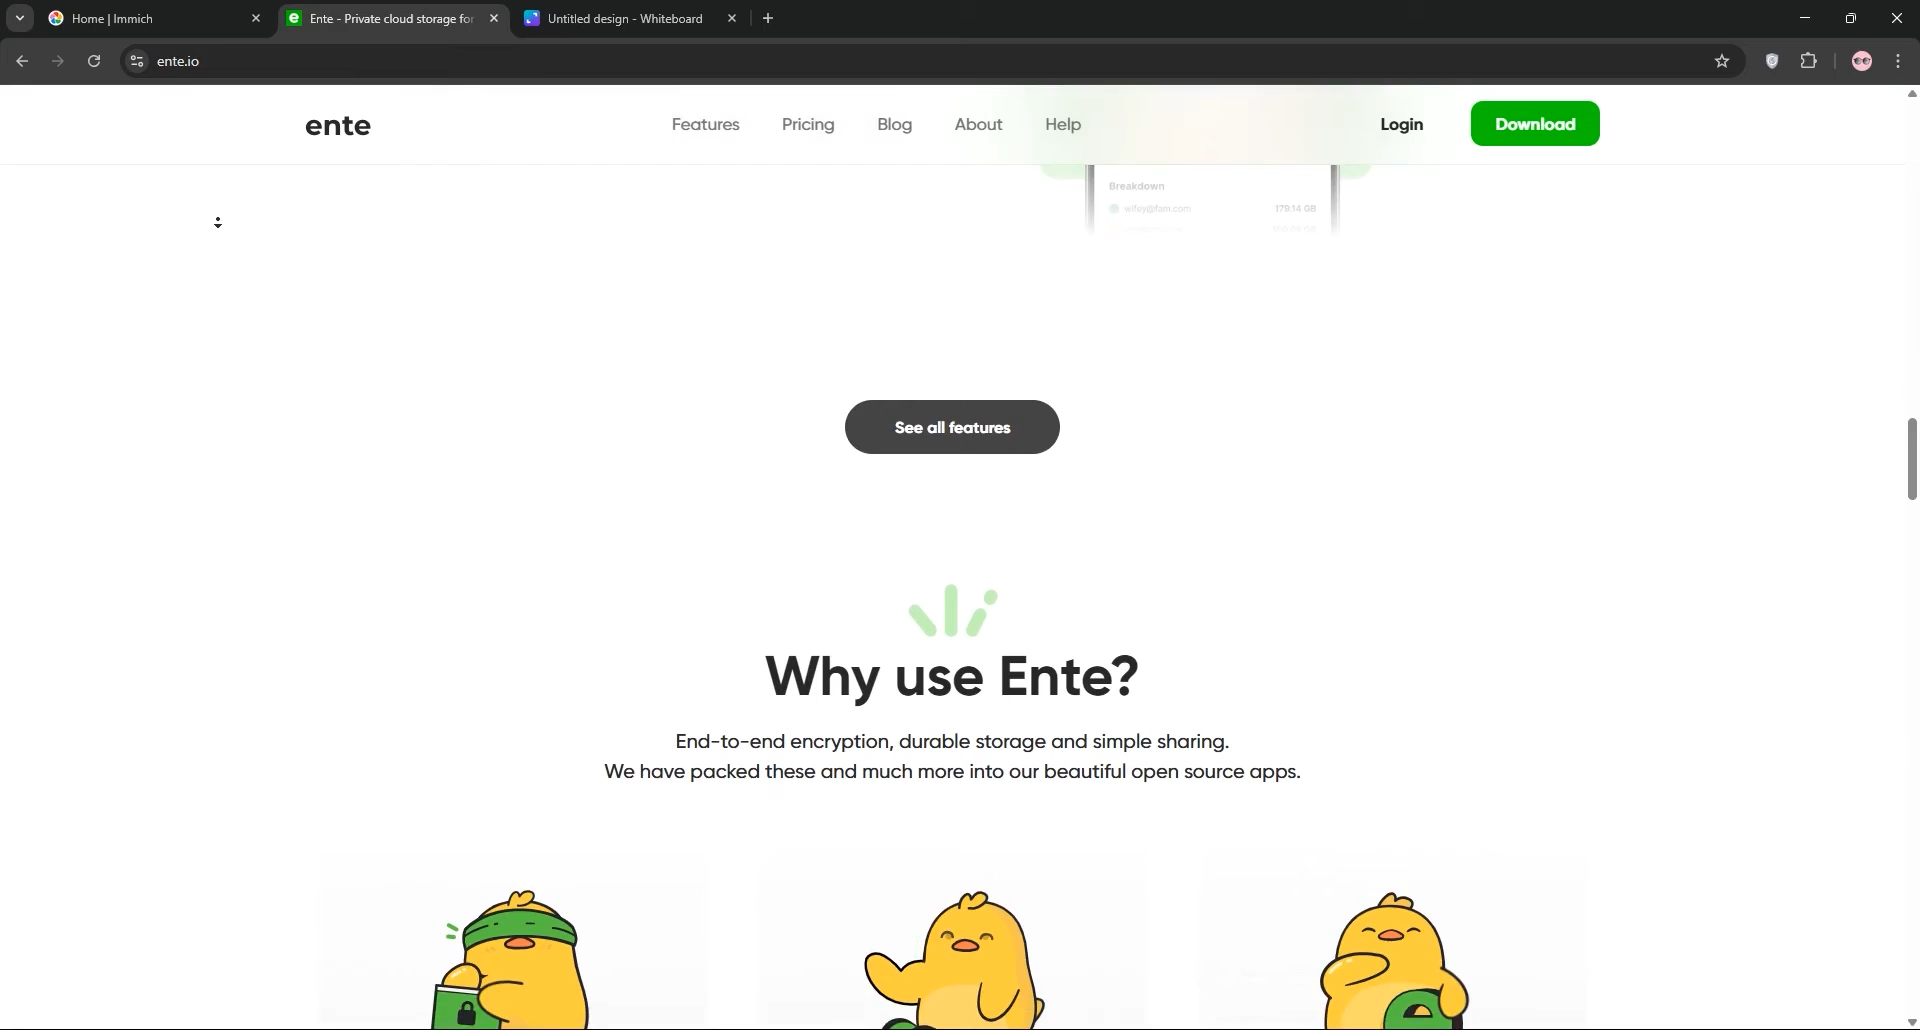 Home | Immich
Ente - Private cloud storage for
Untitled design - Whiteboard
ente.io
ente
Features
Pricing
Blog
About
Help
Login
Download
Breakdown
wifey@fam.com 179.14 GB
See all features
Why use Ente?
End-to-end encryption, durable storage and simple sharing.
We have packed these and much more into our beautiful open source apps.